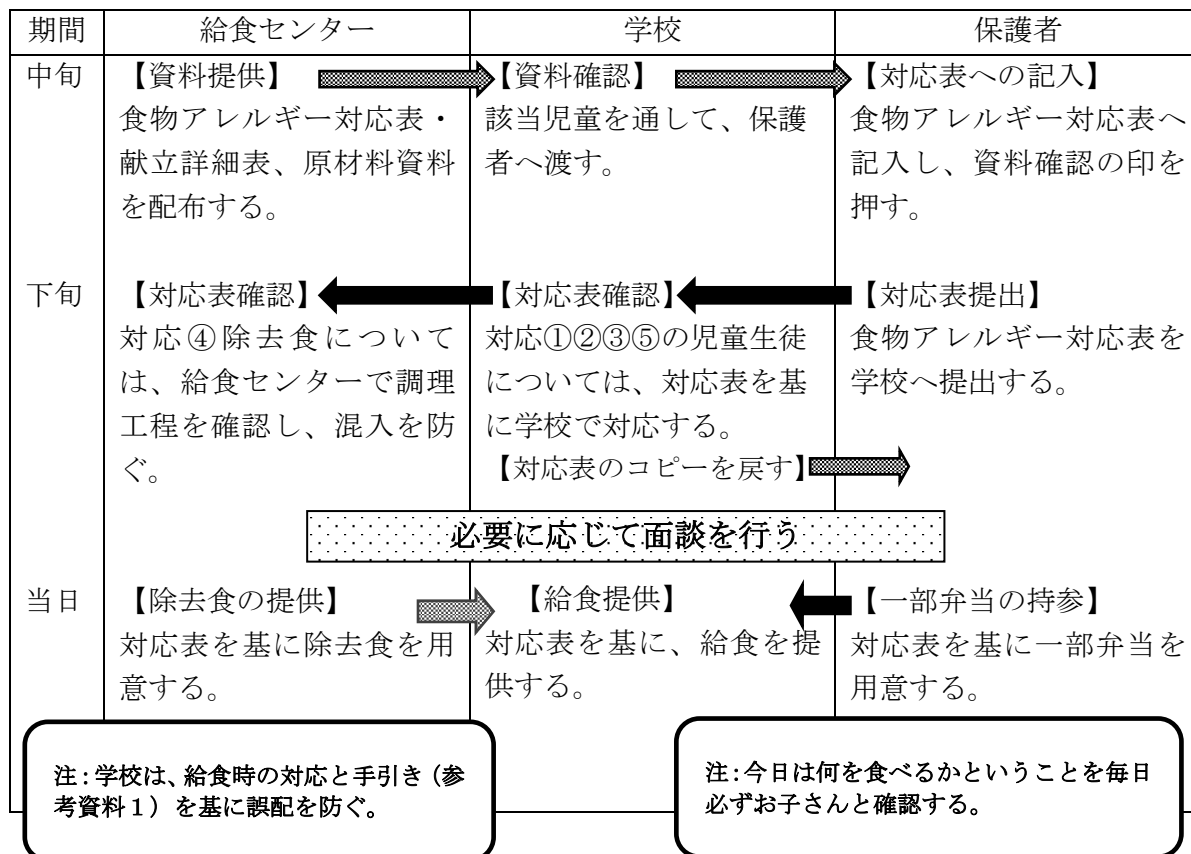 期間
給食センター
学校
保護者
中旬
【資料提供】
食物アレルギー対応表・
献立詳細表、原材料資料
を配布する。
【資料確認】
該当児童を通して、保護
者へ渡す。
【対応表への記入】
食物アレルギー対応表へ
記入し、資料確認の印を
押す。
下旬
【対応表確認】
対応④除去食について
は、給食センターで調理
工程を確認し、混入を防
ぐ。
【対応表確認】
対応①②③⑤の児童生徒
については、対応表を基
に学校で対応する。
【対応表のコピーを戻す】
【対応表提出】
食物アレルギー対応表を
学校へ提出する。
必要に応じて面談を行う
当日
【除去食の提供】
対応表を基に除去食を用
意する。
【給食提供】
対応表を基に、給食を提
供する。
【一部弁当の持参】
対応表を基に一部弁当を
用意する。
注:学校は、給食時の対応と手引き(参
考資料1)を基に誤配を防ぐ。
注:今日は何を食べるかということを毎日
必ずお子さんと確認する。